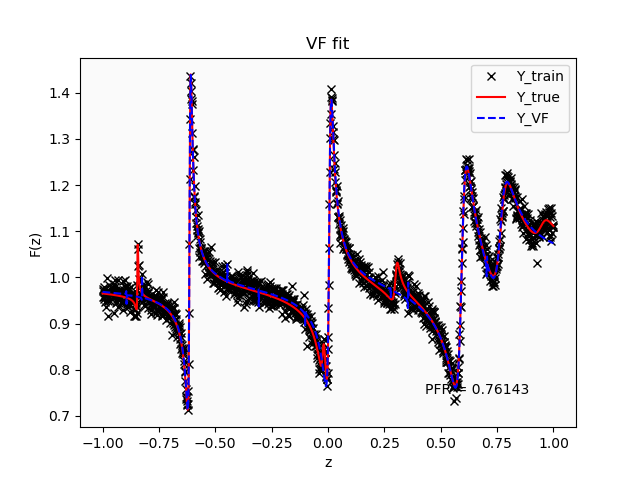 VF fit
Y_train
Y_true
Y_VF
F(z)
1.4
1.3
1.2
1.1
1.0
0.9
0.8
0.7
PFR = 0.76143
−1.00 −0.75 −0.50 −0.25 0.00 0.25 0.50 0.75 1.00
z